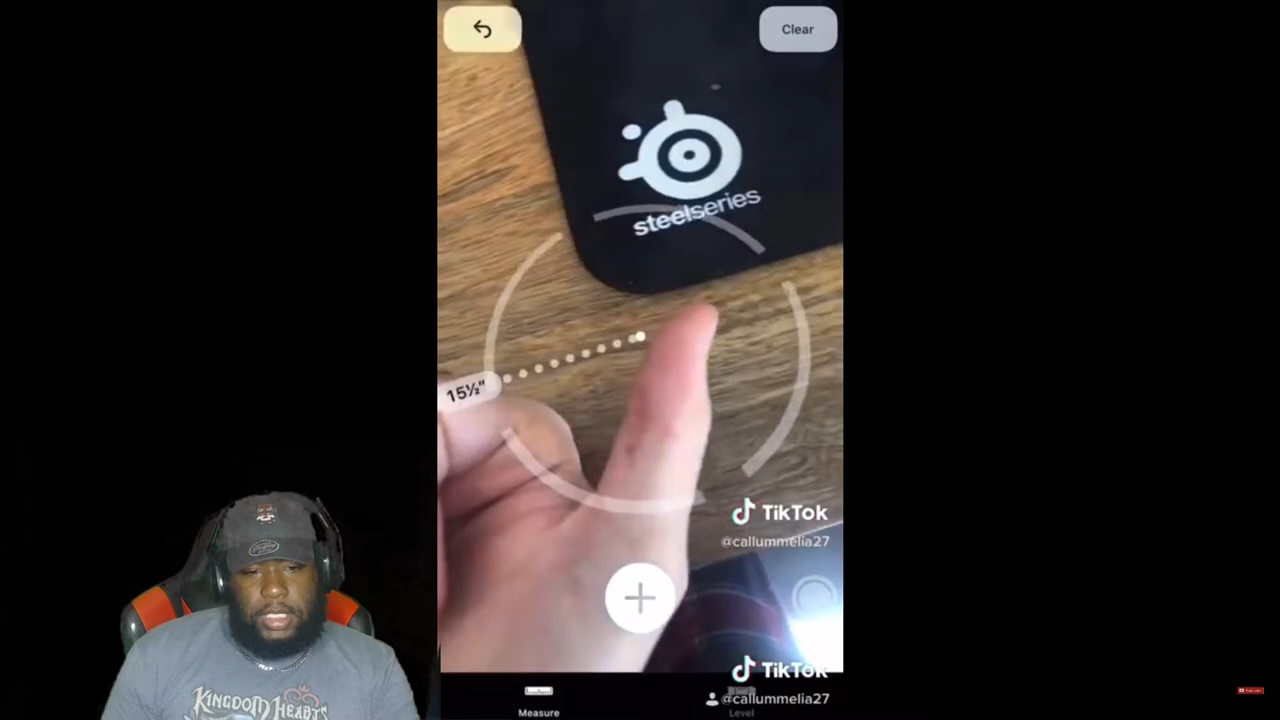 Clear
steelseries
15½"
TikTok
@callummelia27
TikTok
@callummelia27
Measure
Level
KINGDOM HEARTS